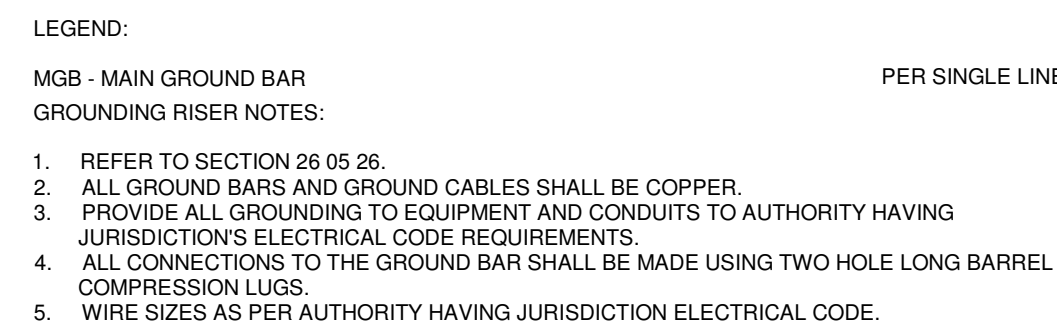 LEGEND:
MGB - MAIN GROUND BAR
PER SINGLE LINE
GROUNDING RISER NOTES:
1. REFER TO SECTION 26 05 26.
2. ALL GROUND BARS AND GROUND CABLES SHALL BE COPPER.
3. PROVIDE ALL GROUNDING TO EQUIPMENT AND CONDUITS TO AUTHORITY HAVING
JURISDICTION'S ELECTRICAL CODE REQUIREMENTS.
4. ALL CONNECTIONS TO THE GROUND BAR SHALL BE MADE USING TWO HOLE LONG BARREL
COMPRESSION LUGS.
5. WIRE SIZES AS PER AUTHORITY HAVING JURISDICTION ELECTRICAL CODE.